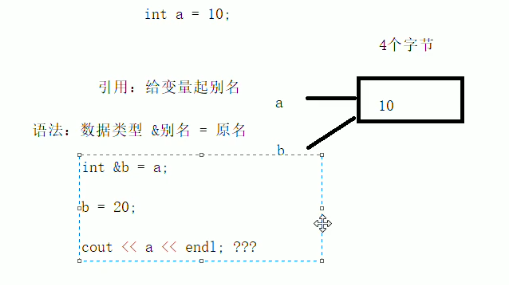 int a = 10;
4个字节
引用：给变量起别名
a
10
语法：数据类型 &别名 = 原名
b
int &b = a;
b = 20;
cout << a << endl; ???